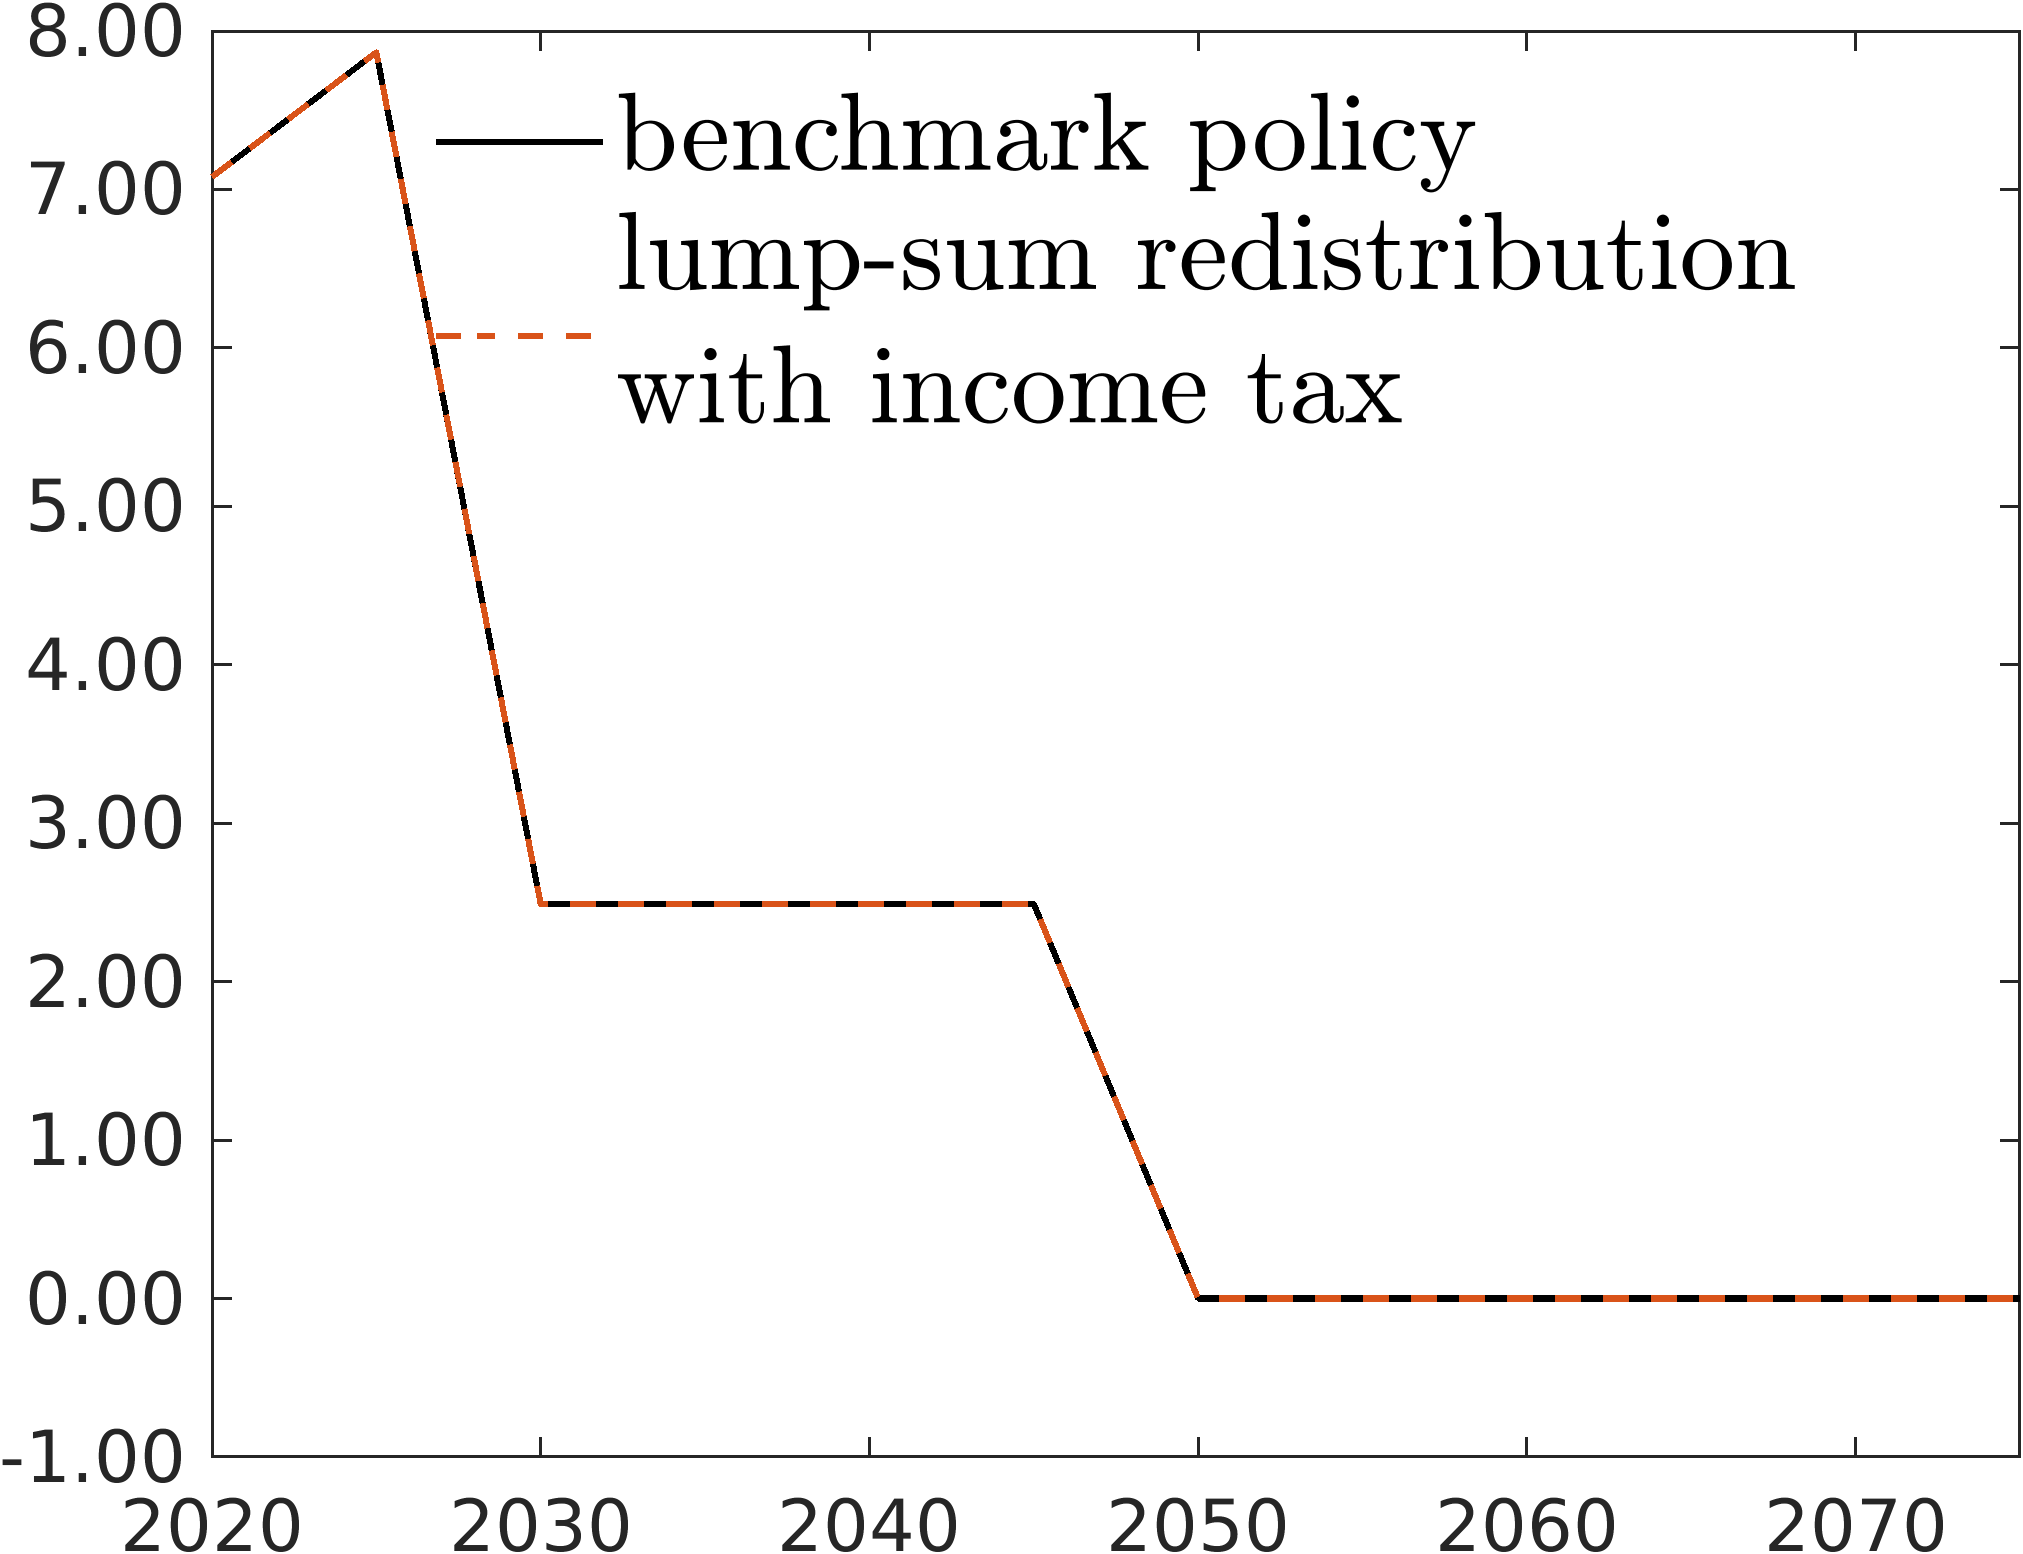 8.00
benchmark policy
7.00
lump-sum redistribution
6.00
with income tax
5.00
4.00
3.00
2.00
1.00
0.00
-1.00
2020 2030 2040 2050 2060 2070